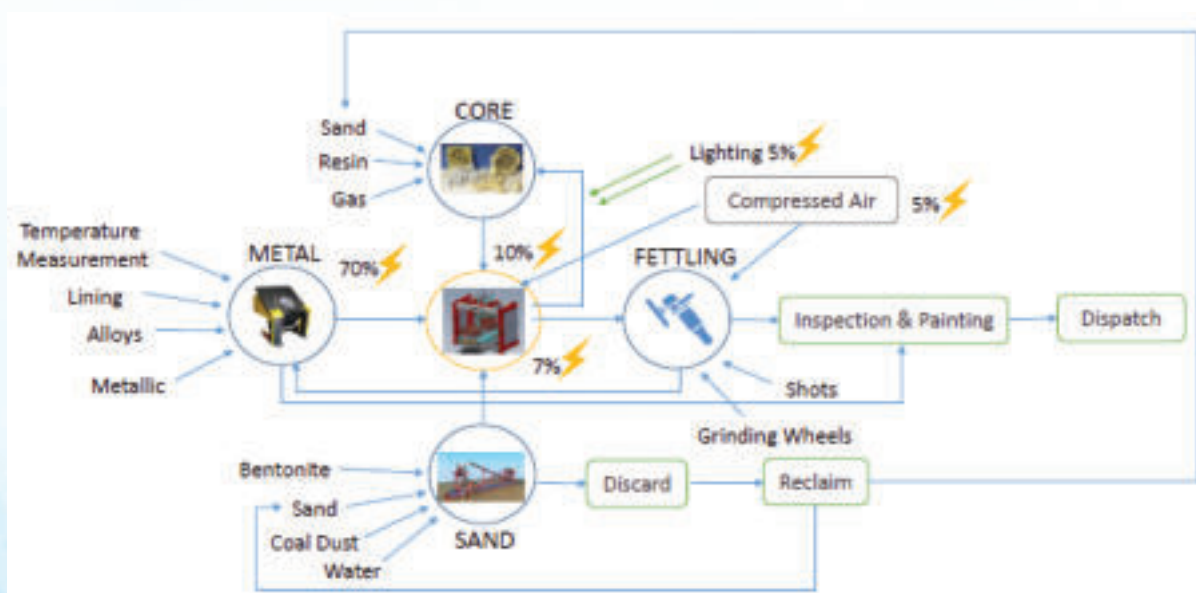 CORE
Sand
Resin
Gas
Lighting 5%
Compressed Air
5%
Temperature
Measurement
METAL
70%
10%
FETTLING
Lining
Alloys
Metallic
Inspection & Painting
Dispatch
7%
Shots
Grinding Wheels
Bentonite
Sand
Coal Dust
Water
SAND
Discard
Reclaim